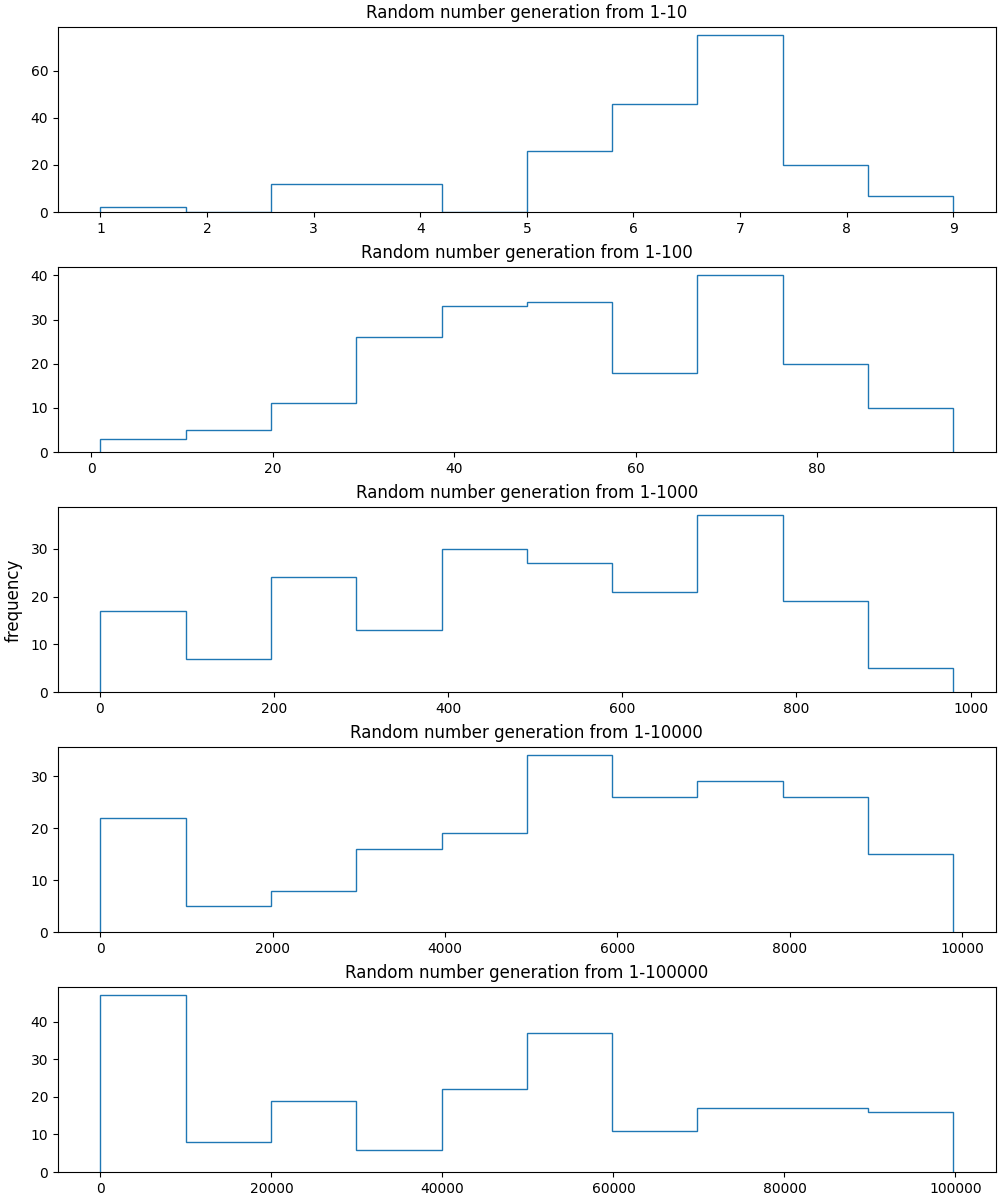 Random number generation from 1-10
60
40
20
0
1 2 3 4 5 6 7 8 9
Random number generation from 1-100
40
30
20
10
0
0 20 40 60 80
Random number generation from 1-1000
30
20
10
0
frequency
0 200 400 600 800 1000
Random number generation from 1-10000
30
20
10
0
0 2000 4000 6000 8000 10000
Random number generation from 1-100000
40
30
20
10
0
0 20000 40000 60000 80000 100000